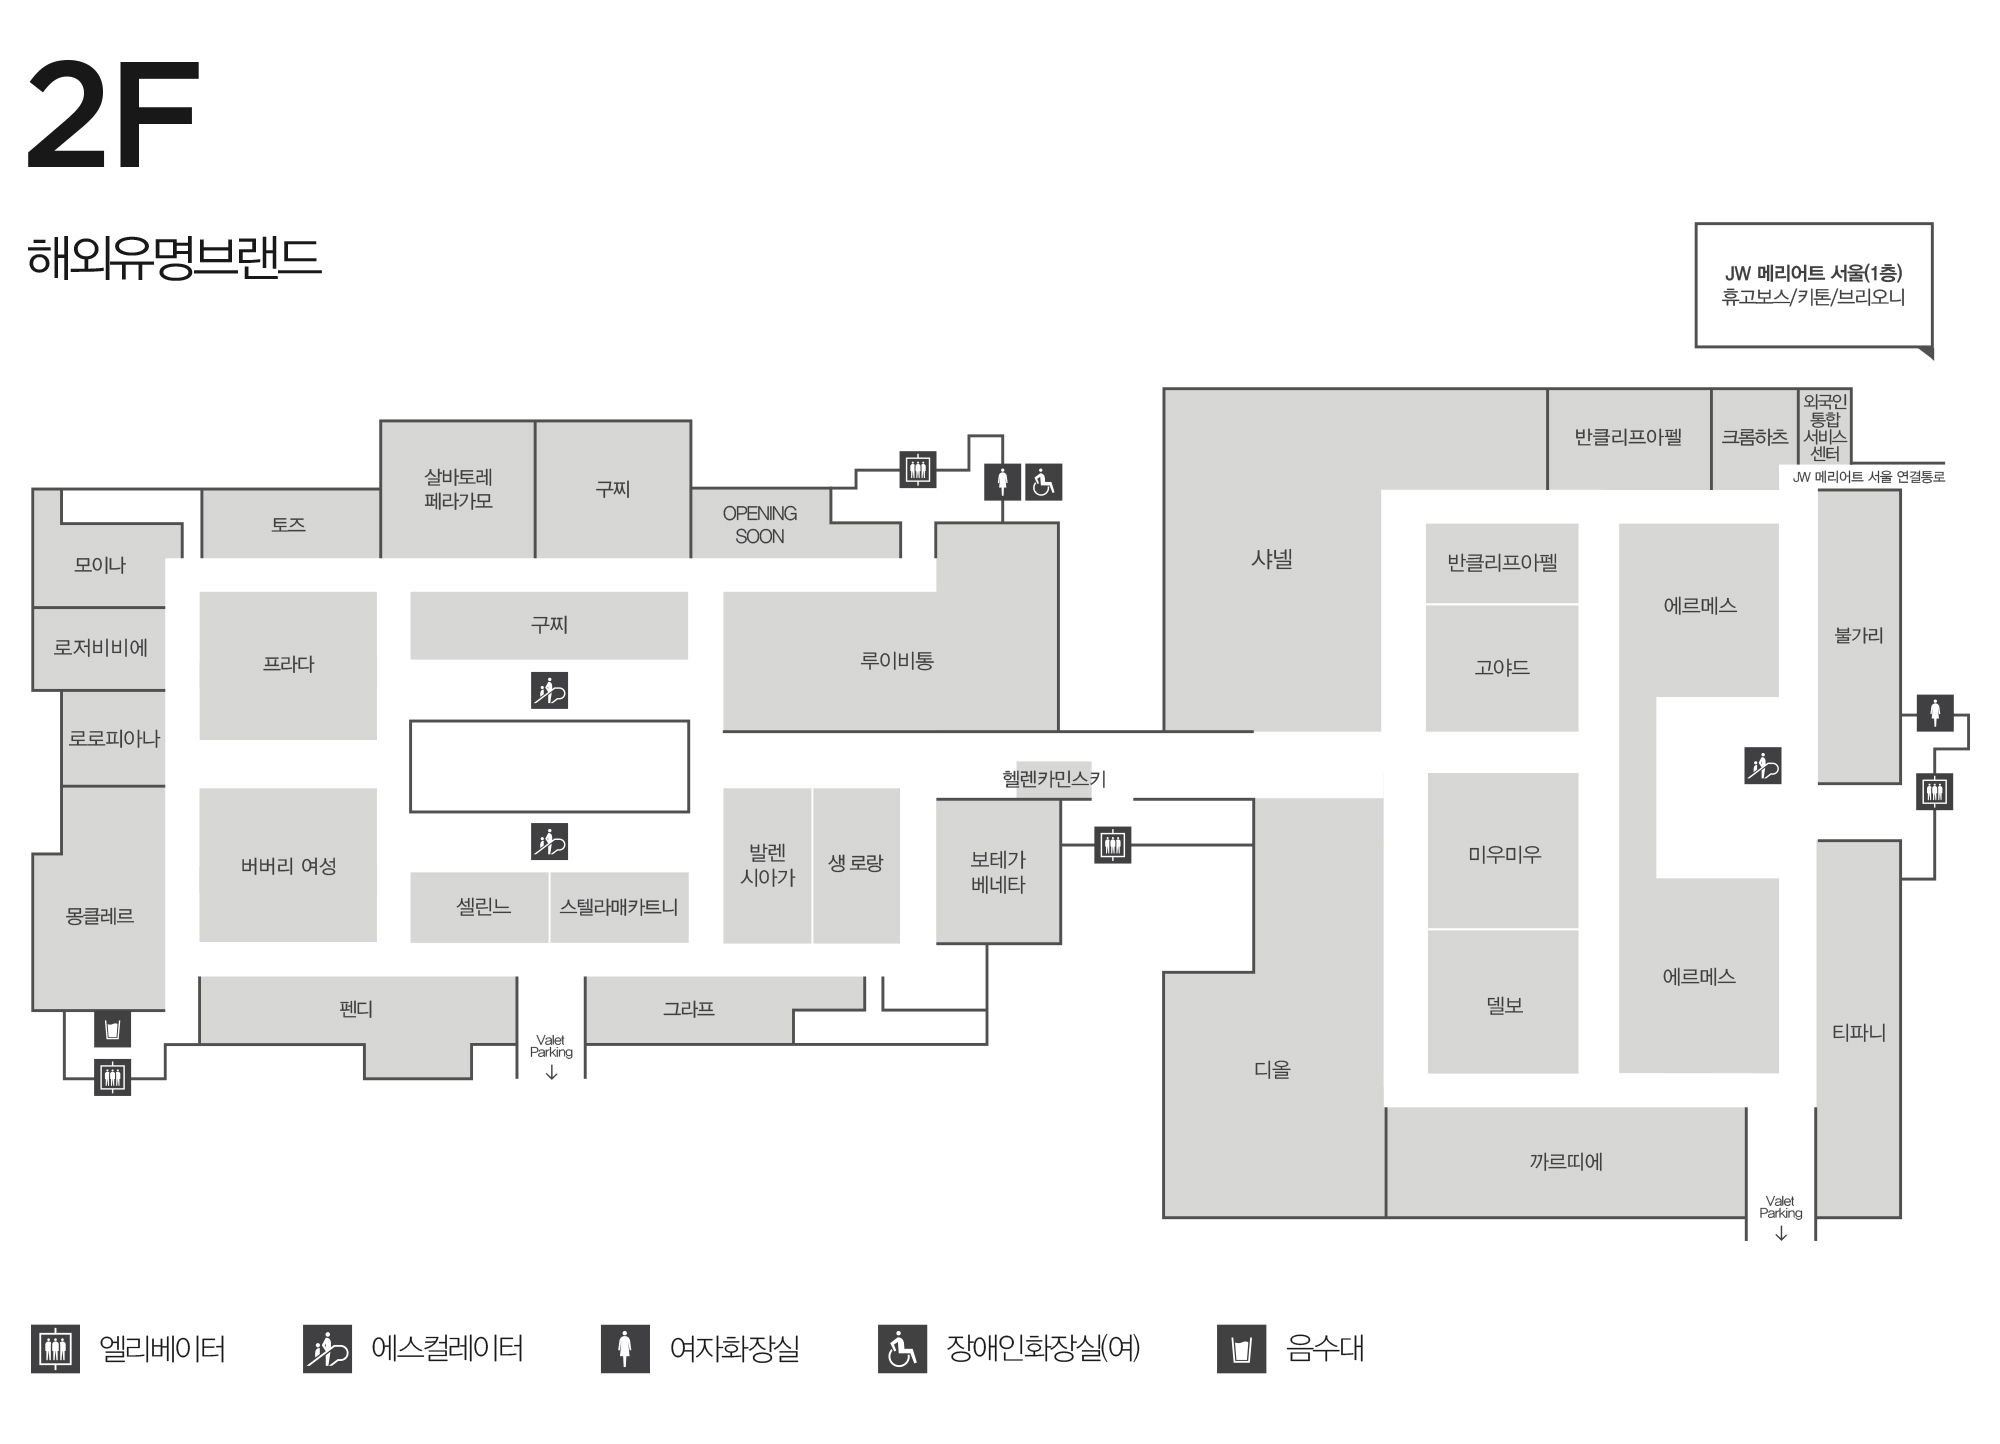 2F
해외유명브랜드
JW 메리어트 서울(1층)
휴고보스/키톤/브리오니
살바토레
페라가모
구찌
토즈
OPENING
SOON
모이나
로저비비에
로로피아나
몽클레르
프라다
구찌
루이비통
버버리 여성
셀린느
스텔라매카트니
발렌
시아가
생 로랑
헬렌카민스키
보테가
베네타
펜디
그라프
Valet
Parking
↓
샤넬
반클리프아펠
크롬하츠
외국인
통합
서비스
센터
JW 메리어트 서울 연결통로
반클리프아펠
고야드
에르메스
불가리
미우미우
델보
에르메스
티파니
디올
까르띠에
Valet
Parking
↓
엘리베이터
에스컬레이터
여자화장실
장애인화장실(여)
음수대